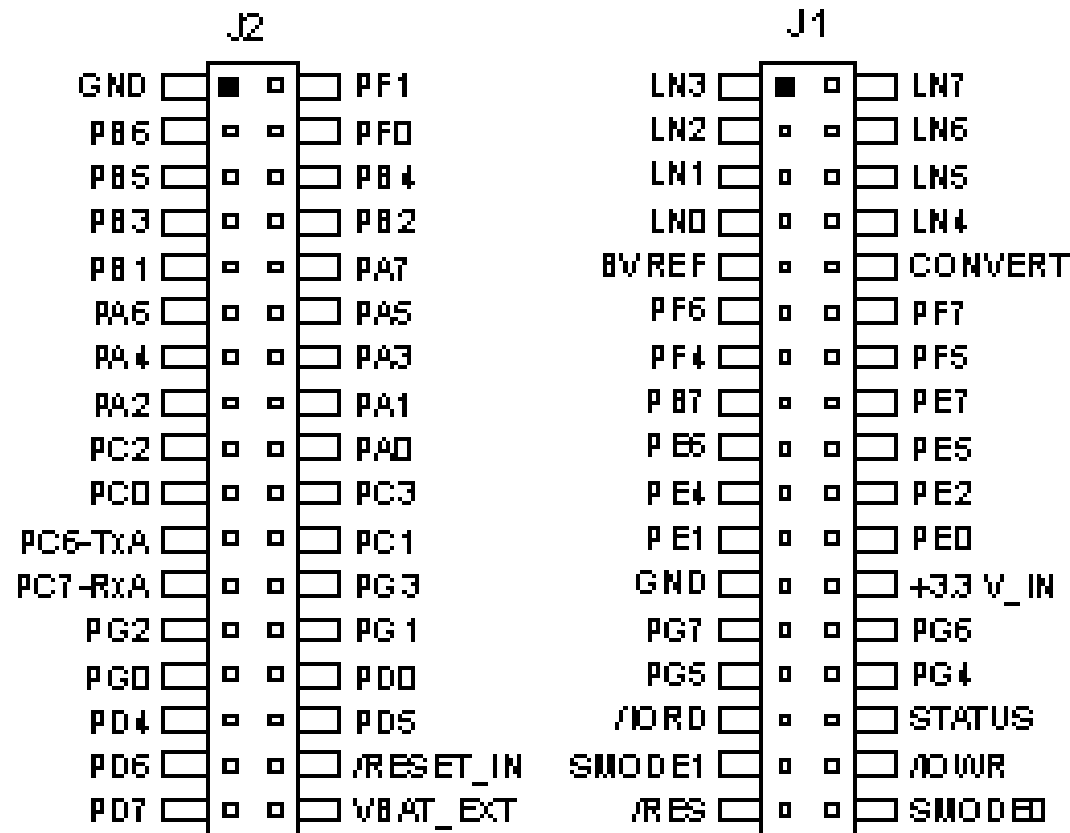 J2 J1
GND PF1 LN3 LN7
PB6 PF0 LN2 LN6
PB5 PB4 LN1 LN5
PB3 PB2 LN0 LN4
PB1 PA7 BVREF CONVERT
PA6 PA5 PF6 PF7
PA4 PA3 PF4 PF5
PA2 PA1 PB7 PE7
PC2 PA0 PE6 PE5
PC0 PC3 PE4 PE2
PC6-TxA PC1 PE1 PE0
PC7-RxA PG3 GND +3.3 V_IN
PG2 PG1 PG7 PG6
PG0 PD0 PG5 PG4
PD4 PD5 /IORD STATUS
PD6 /RESET_IN SMODE1 /IOWR
PD7 VBAT_EXT /RES SMODE0